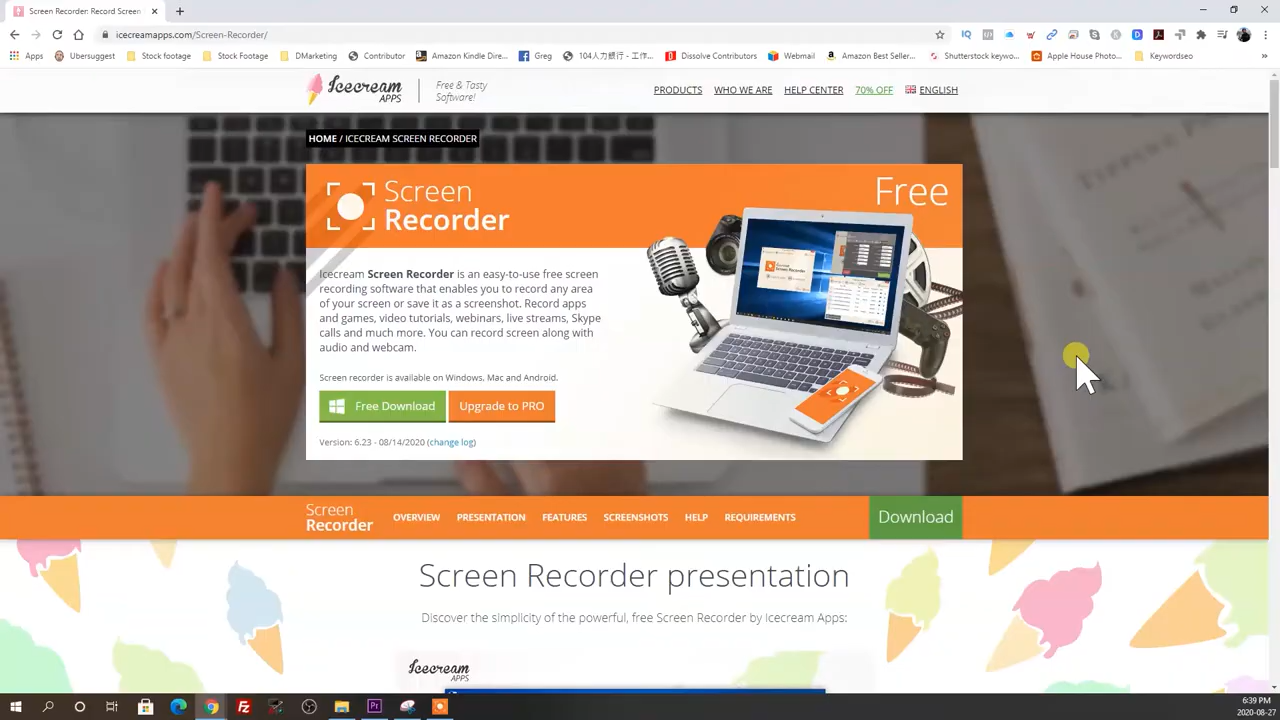 Screen Recorder: Record Screen
icecreamapps.com/Screen-Recorder/
Apps
Ubersuggest
Stock footage
Stock Footage
DMarketing
Contributor
Amazon Kindle Dire...
Greg
104人力銀行 - 工作...
Dissolve Contributors
Webmail
Amazon Best Seller...
Shutterstock keywo...
Apple House Photo...
Keywordseo
Icecream
APPS
Free & Tasty
Software!
PRODUCTS
WHO WE ARE
HELP CENTER
70% OFF
ENGLISH
HOME / ICECREAM SCREEN RECORDER
Screen
Recorder
Free
Icecream Screen Recorder is an easy-to-use free screen
recording software that enables you to record any area
of your screen or save it as a screenshot. Record apps
and games, video tutorials, webinars, live streams, Skype
calls and much more. You can record screen along with
audio and webcam.
Screen recorder is available on Windows, Mac and Android.
Free Download
Upgrade to PRO
Version: 6.23 - 08/14/2020 (change log)
Screen
Recorder
OVERVIEW
PRESENTATION
FEATURES
SCREENSHOTS
HELP
REQUIREMENTS
Download
Screen Recorder presentation
Discover the simplicity of the powerful, free Screen Recorder by Icecream Apps:
Icecream
APPS
6:39 PM
2020-08-27